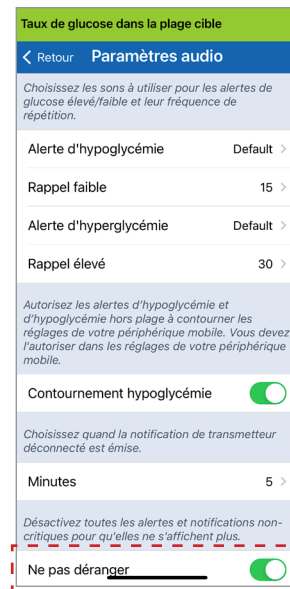 Taux de glucose dans la plage cible
Retour Paramètres audio
Choisissez les sons à utiliser pour les alertes de
glucose élevé/faible et leur fréquence de
répétition.
Alerte d'hypoglycémie Default
Rappel faible 15
Alerte d'hyperglycémie Default
Rappel élevé 30
Autorisez les alertes d'hypoglycémie et
d'hypoglycémie hors plage à contourner les
réglages de votre périphérique mobile. Vous devez
l'autoriser dans les réglages de votre périphérique
mobile.
Contournement hypoglycémie
Choisissez quand la notification de transmetteur
déconnecté est émise.
Minutes 5
Désactivez toutes les alertes et notifications non-
critiques pour qu'elles ne s'affichent plus.
Ne pas déranger